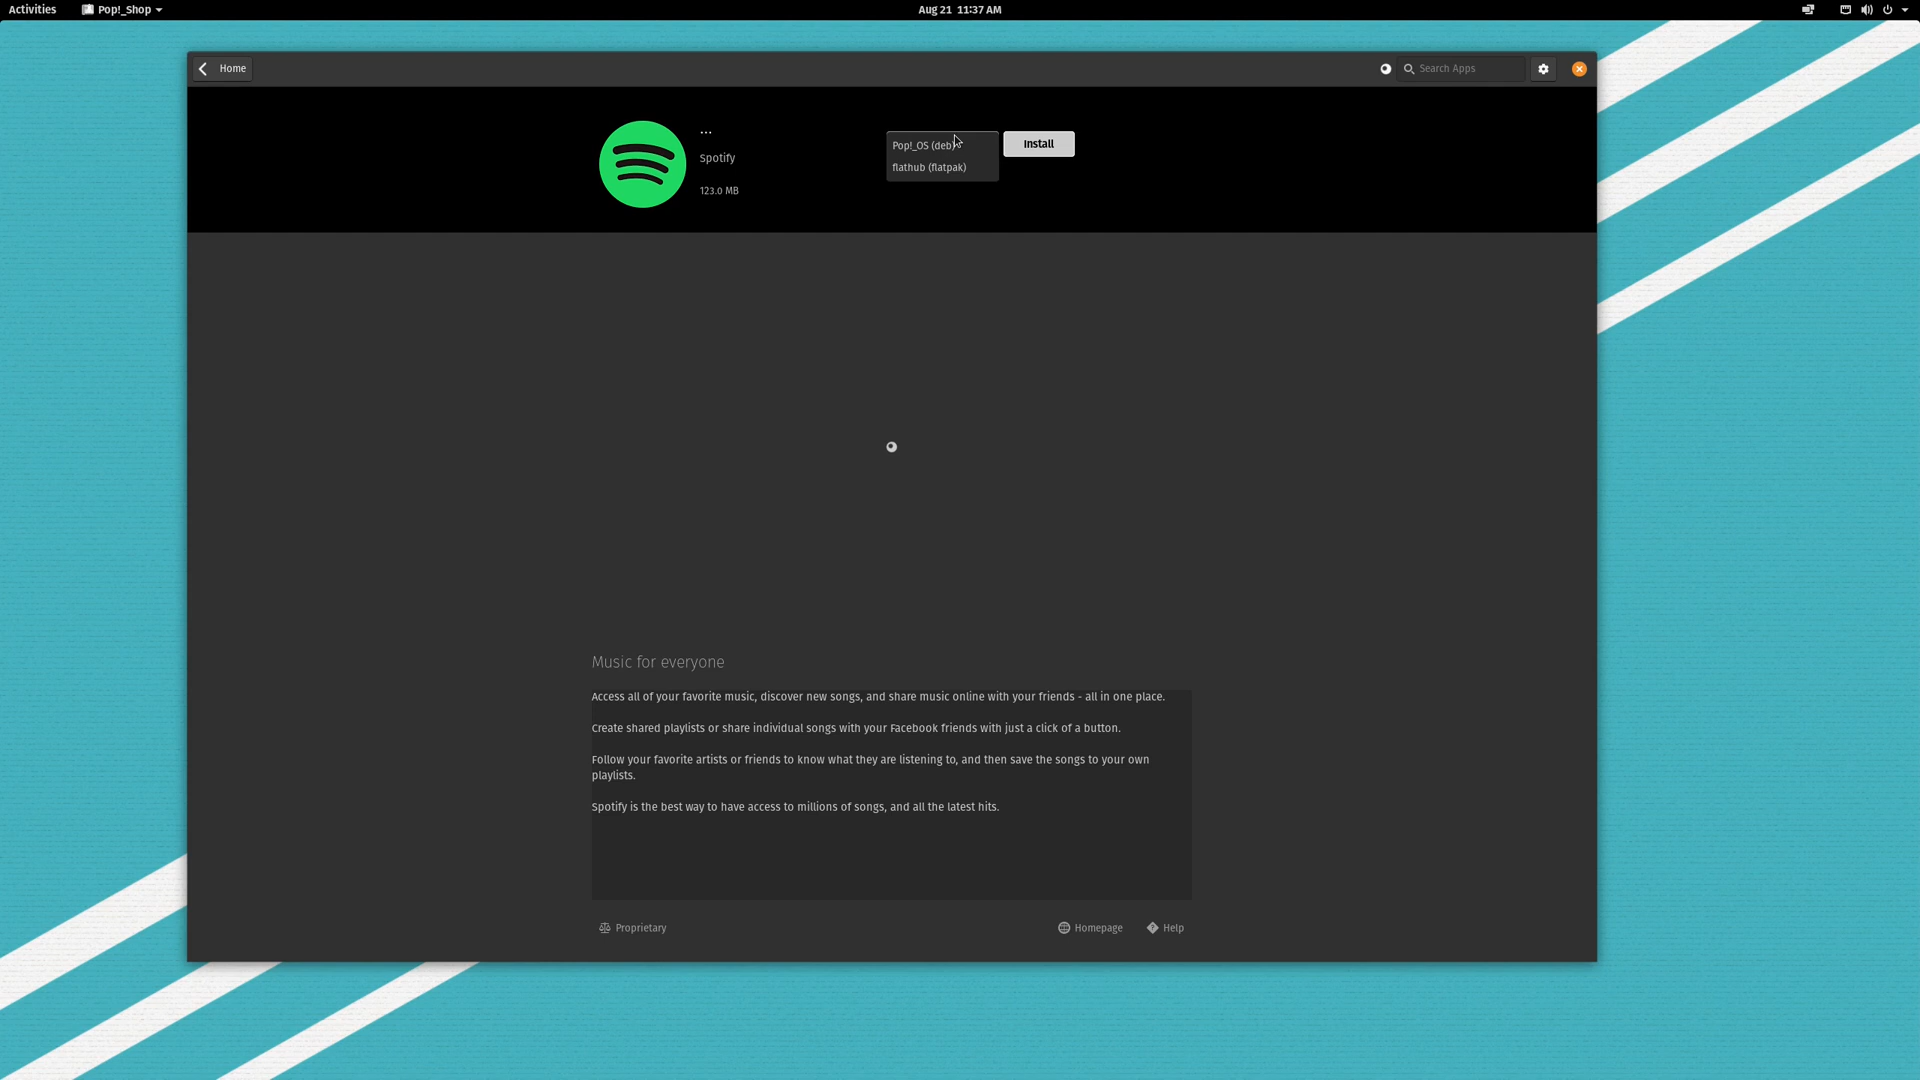 Activities
Pop!_Shop
Aug 21 11:37 AM
Home
Search Apps
...
Spotify
123.0 MB
Pop!_OS (deb)
flathub (flatpak)
Install
Music for everyone
Access all of your favorite music, discover new songs, and share music online with your friends - all in one place.
Create shared playlists or share individual songs with your Facebook friends with just a click of a button.
Follow your favorite artists or friends to know what they are listening to, and then save the songs to your own
playlists.
Spotify is the best way to have access to millions of songs, and all the latest hits.
Proprietary
Homepage
Help